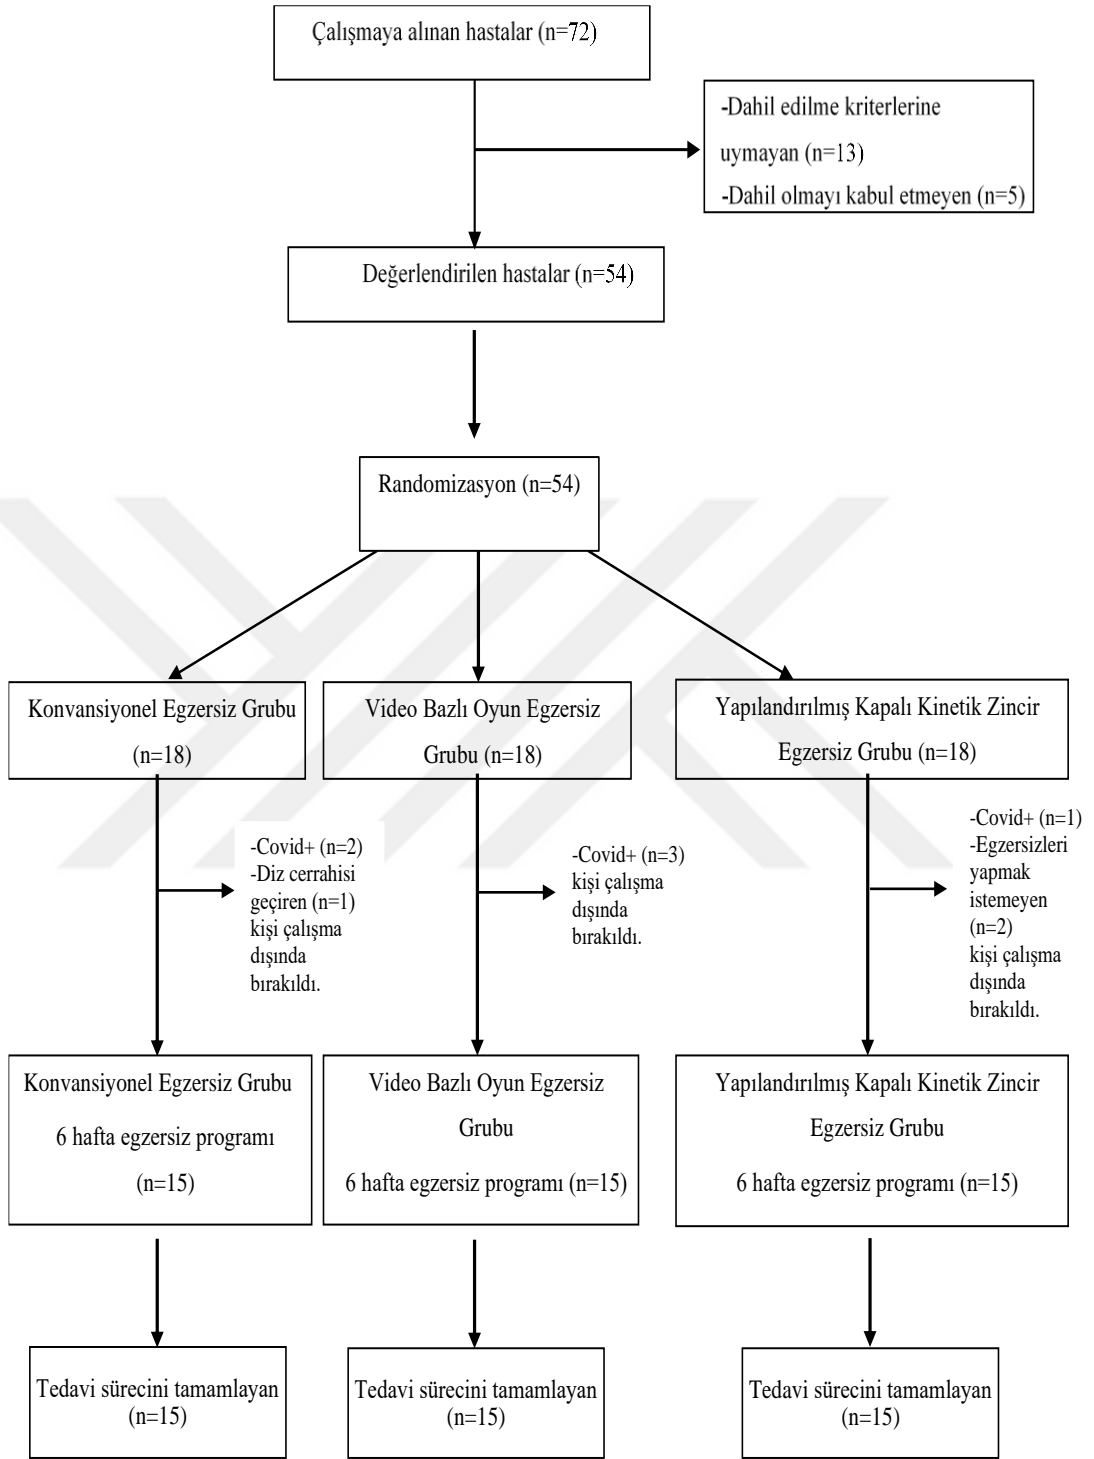 Çalışmaya alınan hastalar (n=72)
-Dahil edilme kriterlerine
uymayan (n=13)
-Dahil olmayı kabul etmeyen (n=5)
Değerlendirilen hastalar (n=54)
Randomizasyon (n=54)
Konvansiyonel Egzersiz Grubu
(n=18)
Video Bazlı Oyun Egzersiz
Grubu (n=18)
Yapılandırılmış Kapalı Kinetik Zincir
Egzersiz Grubu (n=18)
-Covid+ (n=2)
-Diz cerrahisi
geçiren (n=1)
kişi çalışma
dışında
bırakıldı.
-Covid+ (n=3)
kişi çalışma
dışında
bırakıldı.
-Covid+ (n=1)
-Egzersizleri
yapmak
istemeyen
(n=2)
kişi çalışma
dışında
bırakıldı.
Konvansiyonel Egzersiz Grubu
6 hafta egzersiz programı
(n=15)
Video Bazlı Oyun Egzersiz
Grubu
6 hafta egzersiz programı (n=15)
Yapılandırılmış Kapalı Kinetik Zincir
Egzersiz Grubu
6 hafta egzersiz programı (n=15)
Tedavi sürecini tamamlayan
(n=15)
Tedavi sürecini tamamlayan
(n=15)
Tedavi sürecini tamamlayan
(n=15)